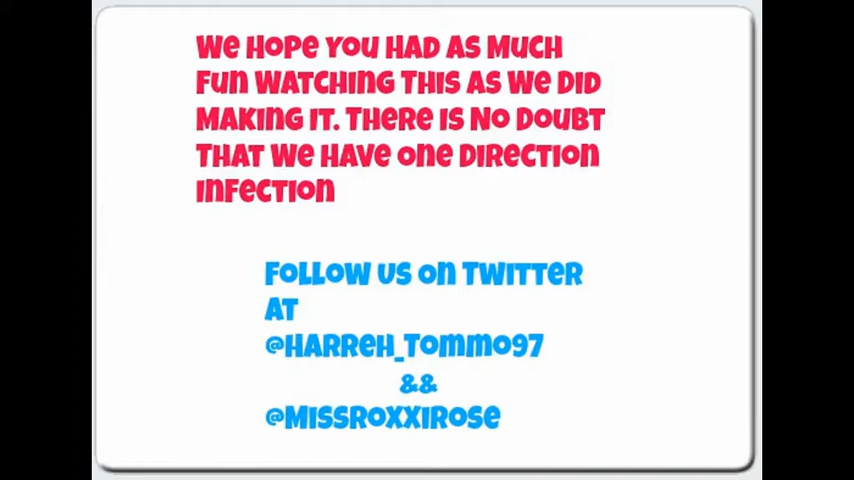 We Hope You Had As Much
Fun Watching This As We Did
Making It. There Is No Doubt
That We Have One Direction
Infection
Follow us on Twitter
At
@Harreh_Tommo97
&&
@MissRoxxiRose